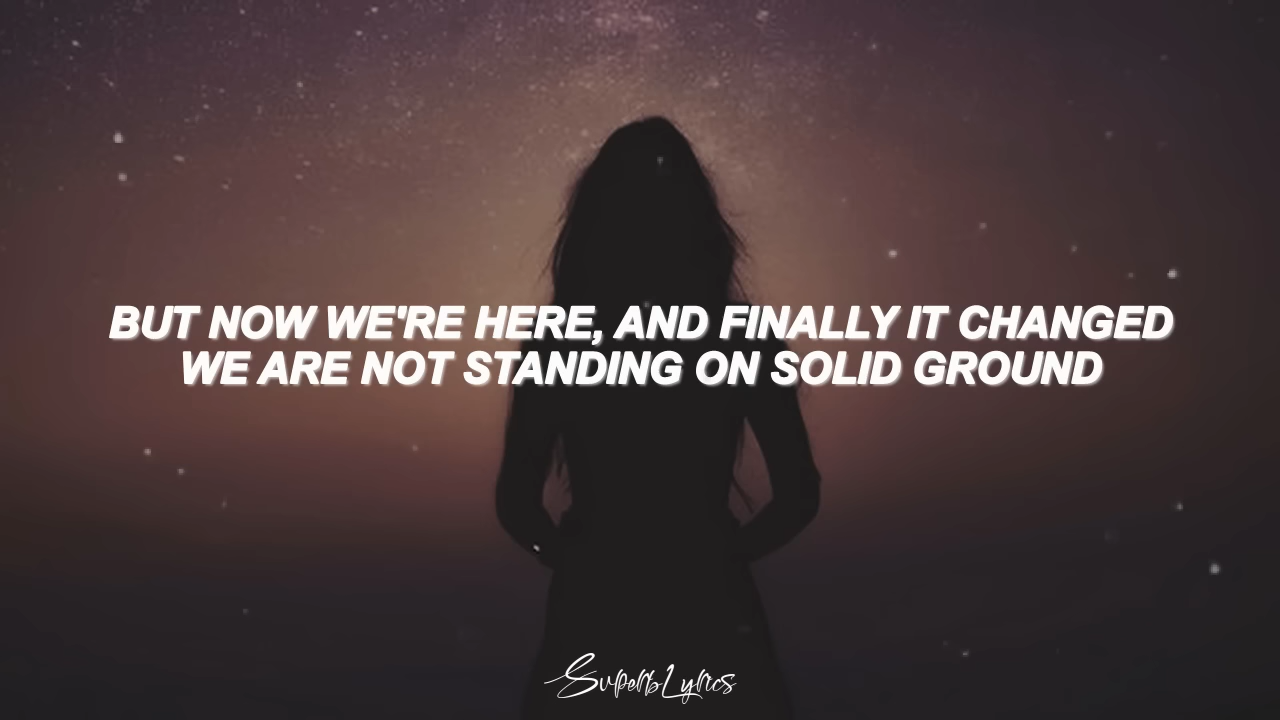 BUT NOW WE'RE HERE, AND FINALLY IT CHANGED
WE ARE NOT STANDING ON SOLID GROUND
SuperbLyrics